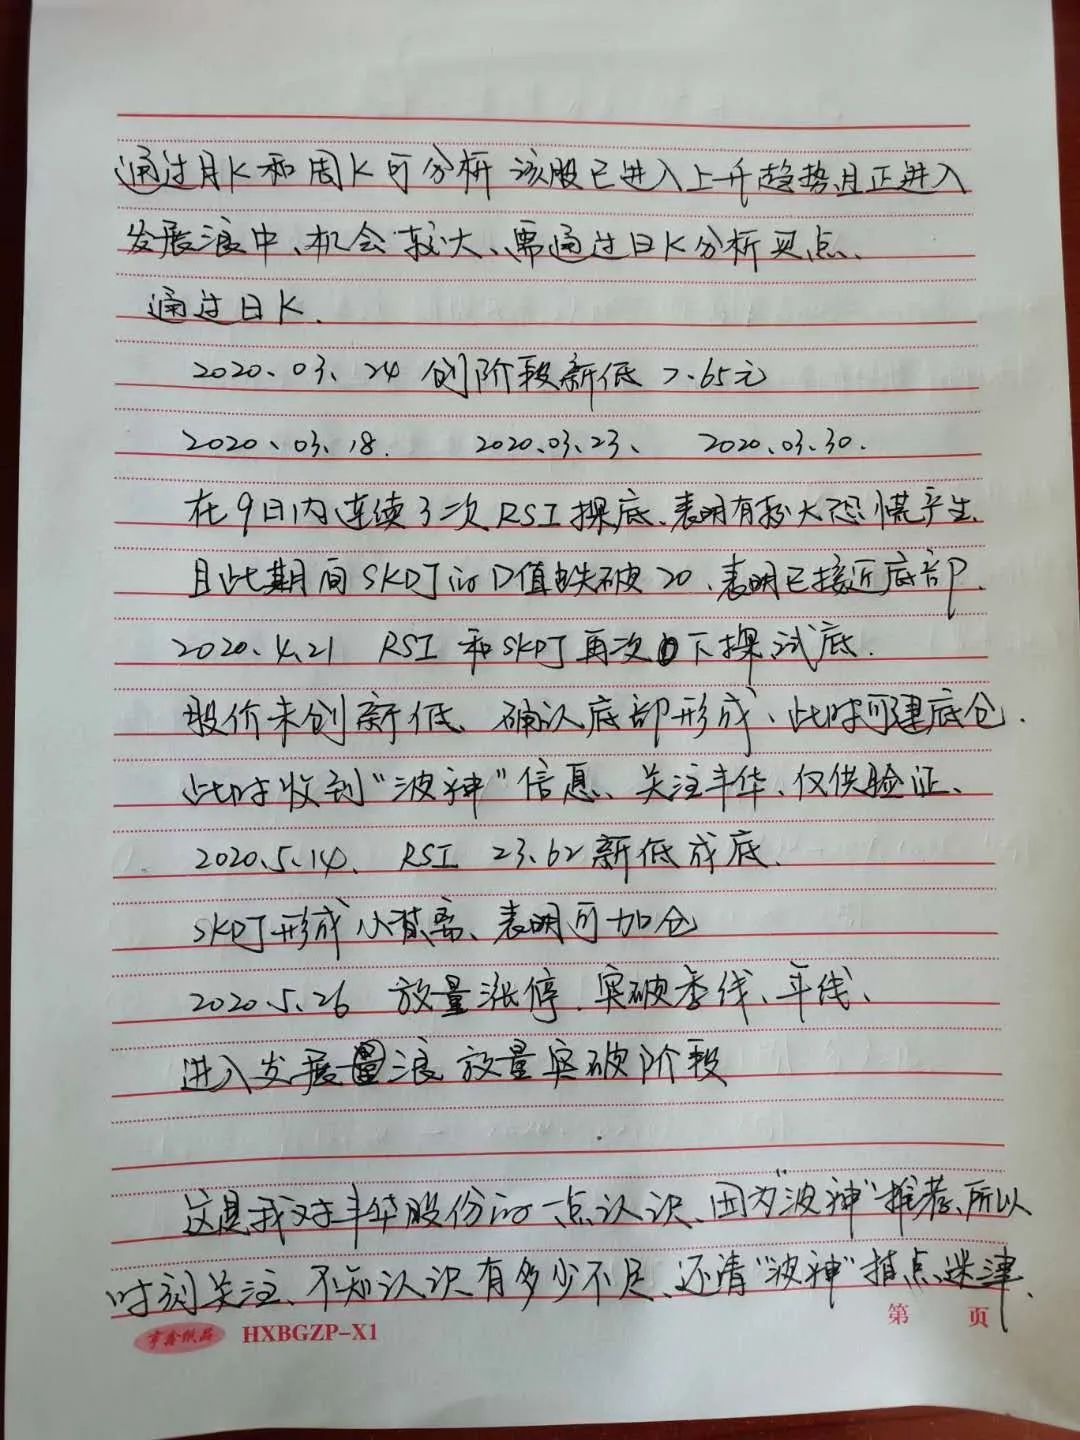 通过月K和周K可分析该股已进入上升趋势,且正进入
发展浪中、机会较大、需通过日K分析买点、
通过日K.
2020、03、24 创阶段新低 7.65元
2020、03、18. 2020.03.23、 2020.03.30.
在9日内连续3次RSI探底、表明有较大恐慌产生、
且此期间SKDJ的D值跌破20、表明已接近底部.
2020.4.21 RSI和SKDJ再次下探试底.
股价未创新低、确认底部形成、此时可建底仓.
此时收到“波神”信息、关注丰华、仅供验证、
2020.5.14、 RSI 23.62新低成底.
SKDJ形成小背离、表明可加仓
2020.5.26 放量涨停.突破季线、年线、
进入发展浪放量突破阶段
这是我对丰华股份的一点认识、因为“波神”推荐、所以
时刻关注、不知认识有多少不足、还请“波神”指点迷津.
亨鑫纸品 HXBGZP-X1 第 页